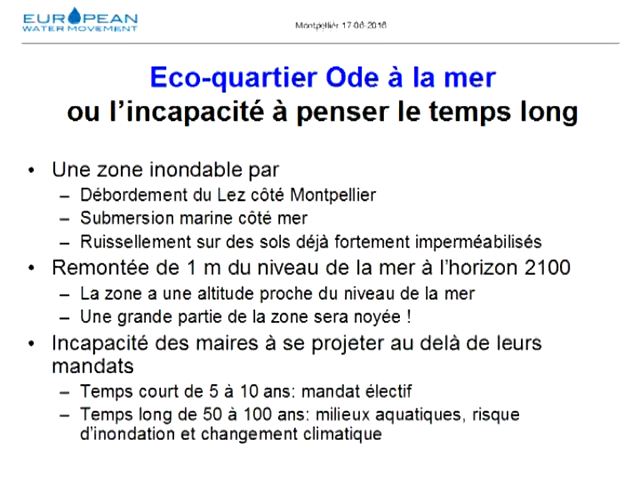 EUROPEAN
WATER MOVEMENT
Montpellier 17-06-2016
Eco-quartier Ode à la mer
ou l'incapacité à penser le temps long
• Une zone inondable par
– Débordement du Lez côté Montpellier
– Submersion marine côté mer
– Ruissellement sur des sols déjà fortement imperméabilisés
• Remontée de 1 m du niveau de la mer à l'horizon 2100
– La zone a une altitude proche du niveau de la mer
– Une grande partie de la zone sera noyée !
• Incapacité des maires à se projeter au delà de leurs
mandats
– Temps court de 5 à 10 ans: mandat électif
– Temps long de 50 à 100 ans: milieux aquatiques, risque
d'inondation et changement climatique